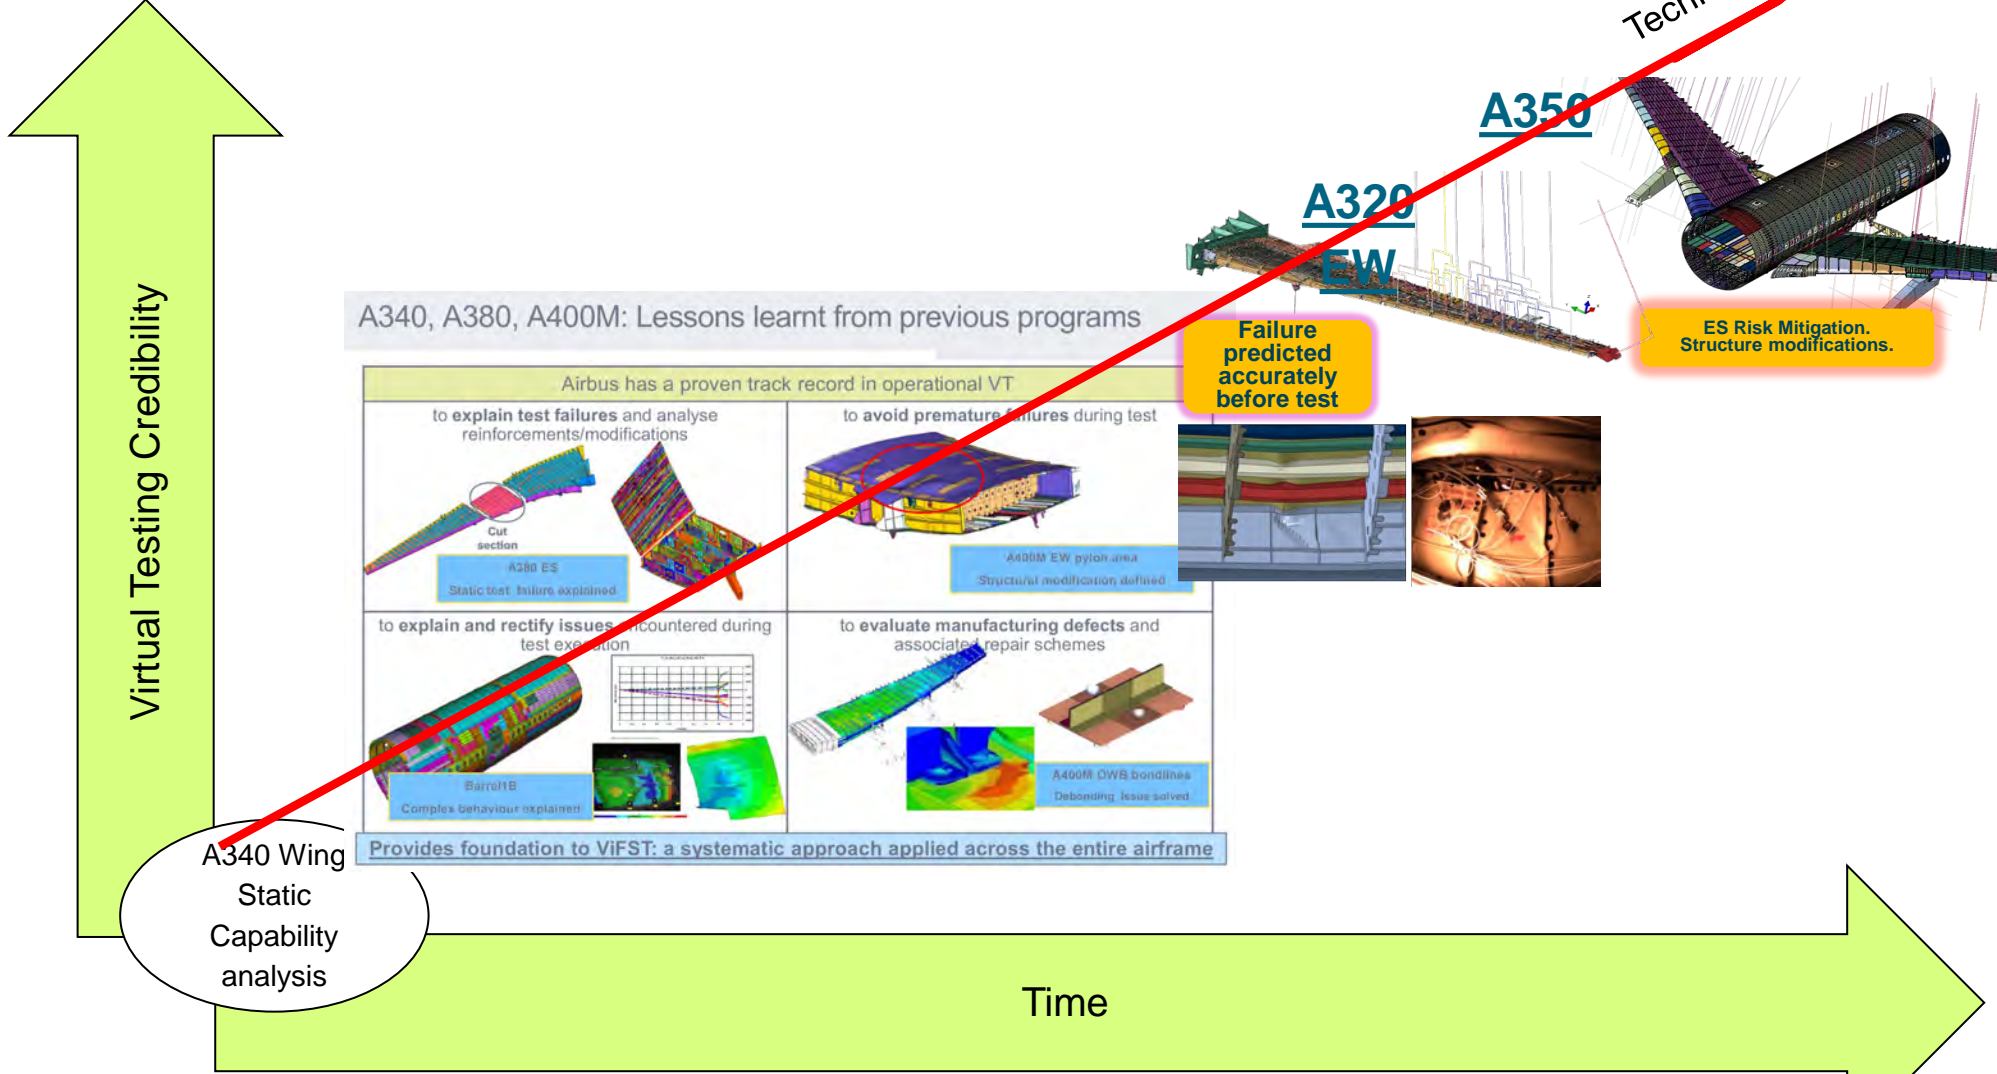 Virtual Testing Credibility
A350
A320
EW
A340, A380, A400M: Lessons learnt from previous programs
Airbus has a proven track record in operational VT
to explain test failures and analyse
reinforcements/modifications
Cut
section
A380 ES
Static test failure explained
to avoid premature failures during test
A400M EW pylon area
Structural modification defined
to explain and rectify issues encountered during
test execution
Barrel1B
Complex behaviour explained
to evaluate manufacturing defects and
associated repair schemes
A400M OWB bondlines
Debonding issue solved
Provides foundation to ViFST: a systematic approach applied across the entire airframe
Failure
predicted
accurately
before test
ES Risk Mitigation.
Structure modifications.
A340 Wing
Static
Capability
analysis
Time